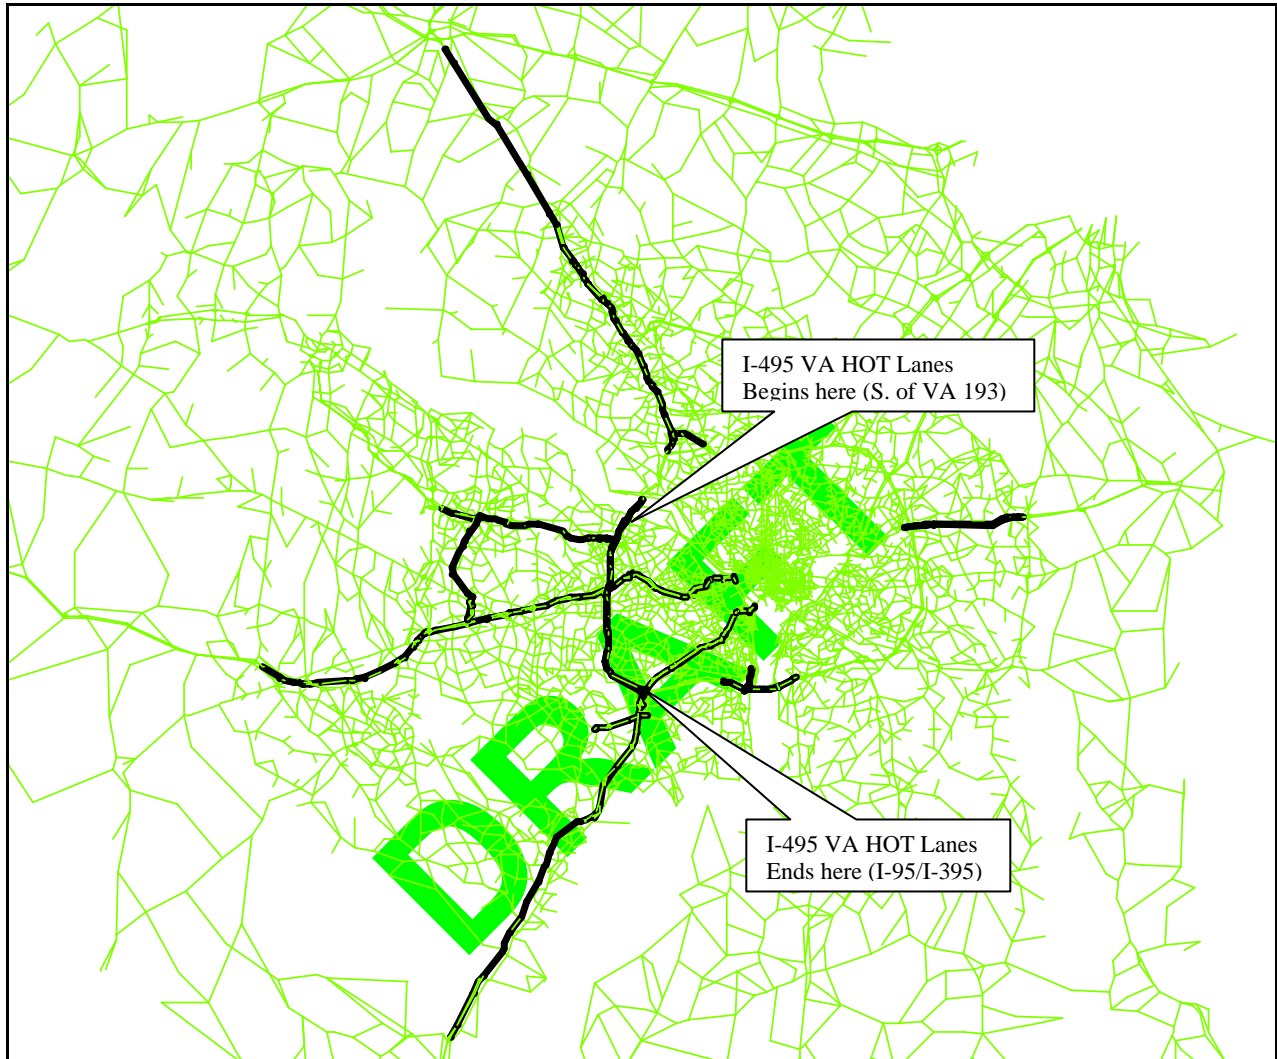 I-495 VA HOT Lanes
Begins here (S. of VA 193)
DRAFT
I-495 VA HOT Lanes
Ends here (I-95/I-395)